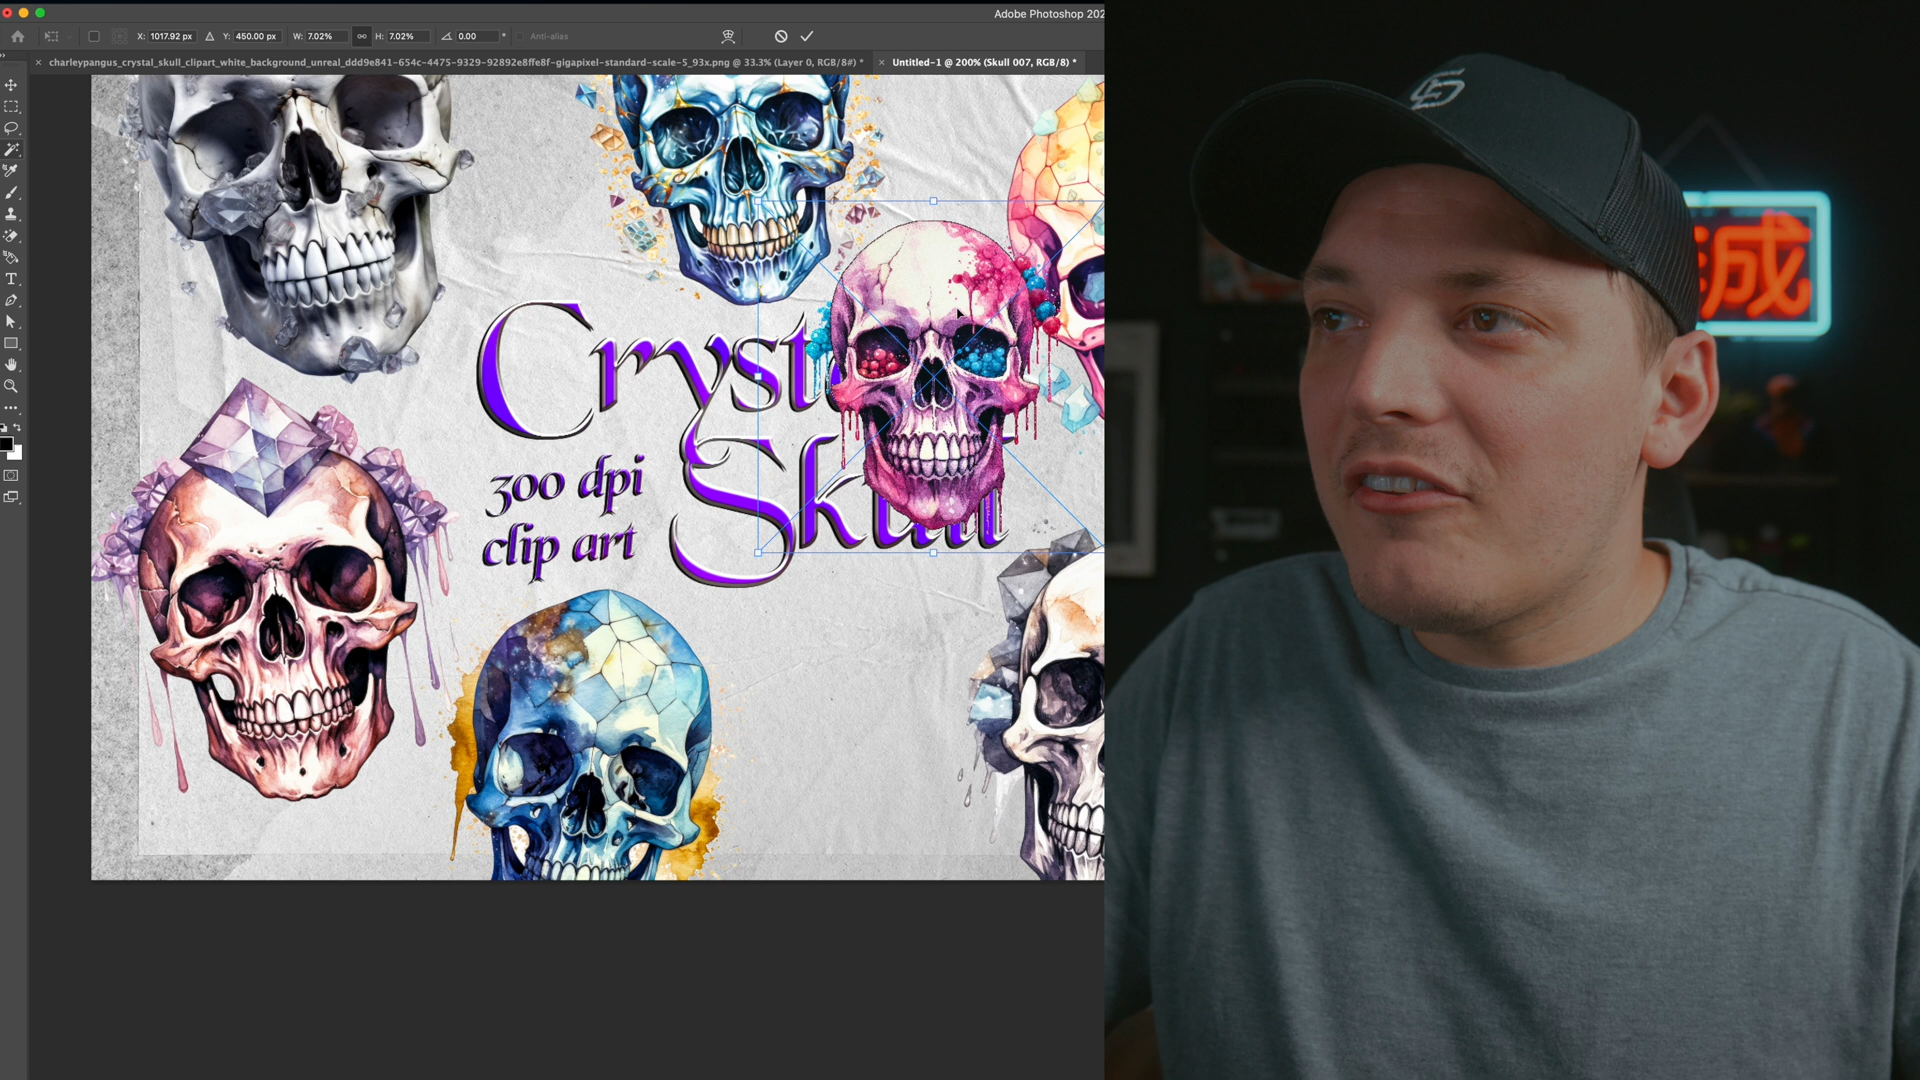 Adobe Photoshop 202
X: 1017.92 px Y: 450.00 px W: 7.02% H: 7.02% 0.00 ° Anti-alias
× charleypangus_crystal_skull_clipart_white_background_unreal_ddd9e841-654c-4475-9329-92892e8ffe8f-gigapixel-standard-scale-5_93x.png @ 33.3% (Layer 0, RGB/8#) * × Untitled-1 @ 200% (Skull 007, RGB/8) *
Cryst
Skull
300 dpi
clip art
誠